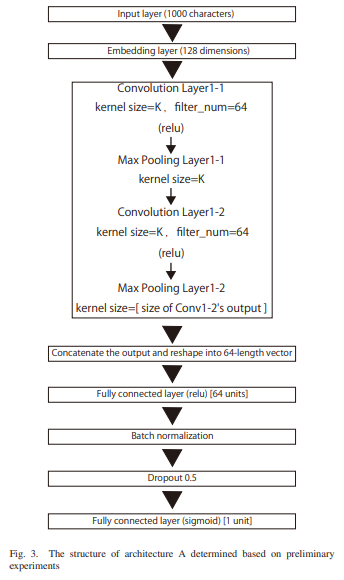 Input layer (1000 characters)
Embedding layer (128 dimensions)
Convolution Layer1-1
kernel size=K、filter_num=64
(relu)
Max Pooling Layer1-1
kernel size=K
Convolution Layer1-2
kernel size=K、filter_num=64
(relu)
Max Pooling Layer1-2
kernel size=[ size of Conv1-2's output ]
Concatenate the output and reshape into 64-length vector
Fully connected layer (relu) [64 units]
Batch normalization
Dropout 0.5
Fully connected layer (sigmoid) [1 unit]
Fig. 3. The structure of architecture A determined based on preliminary
experiments